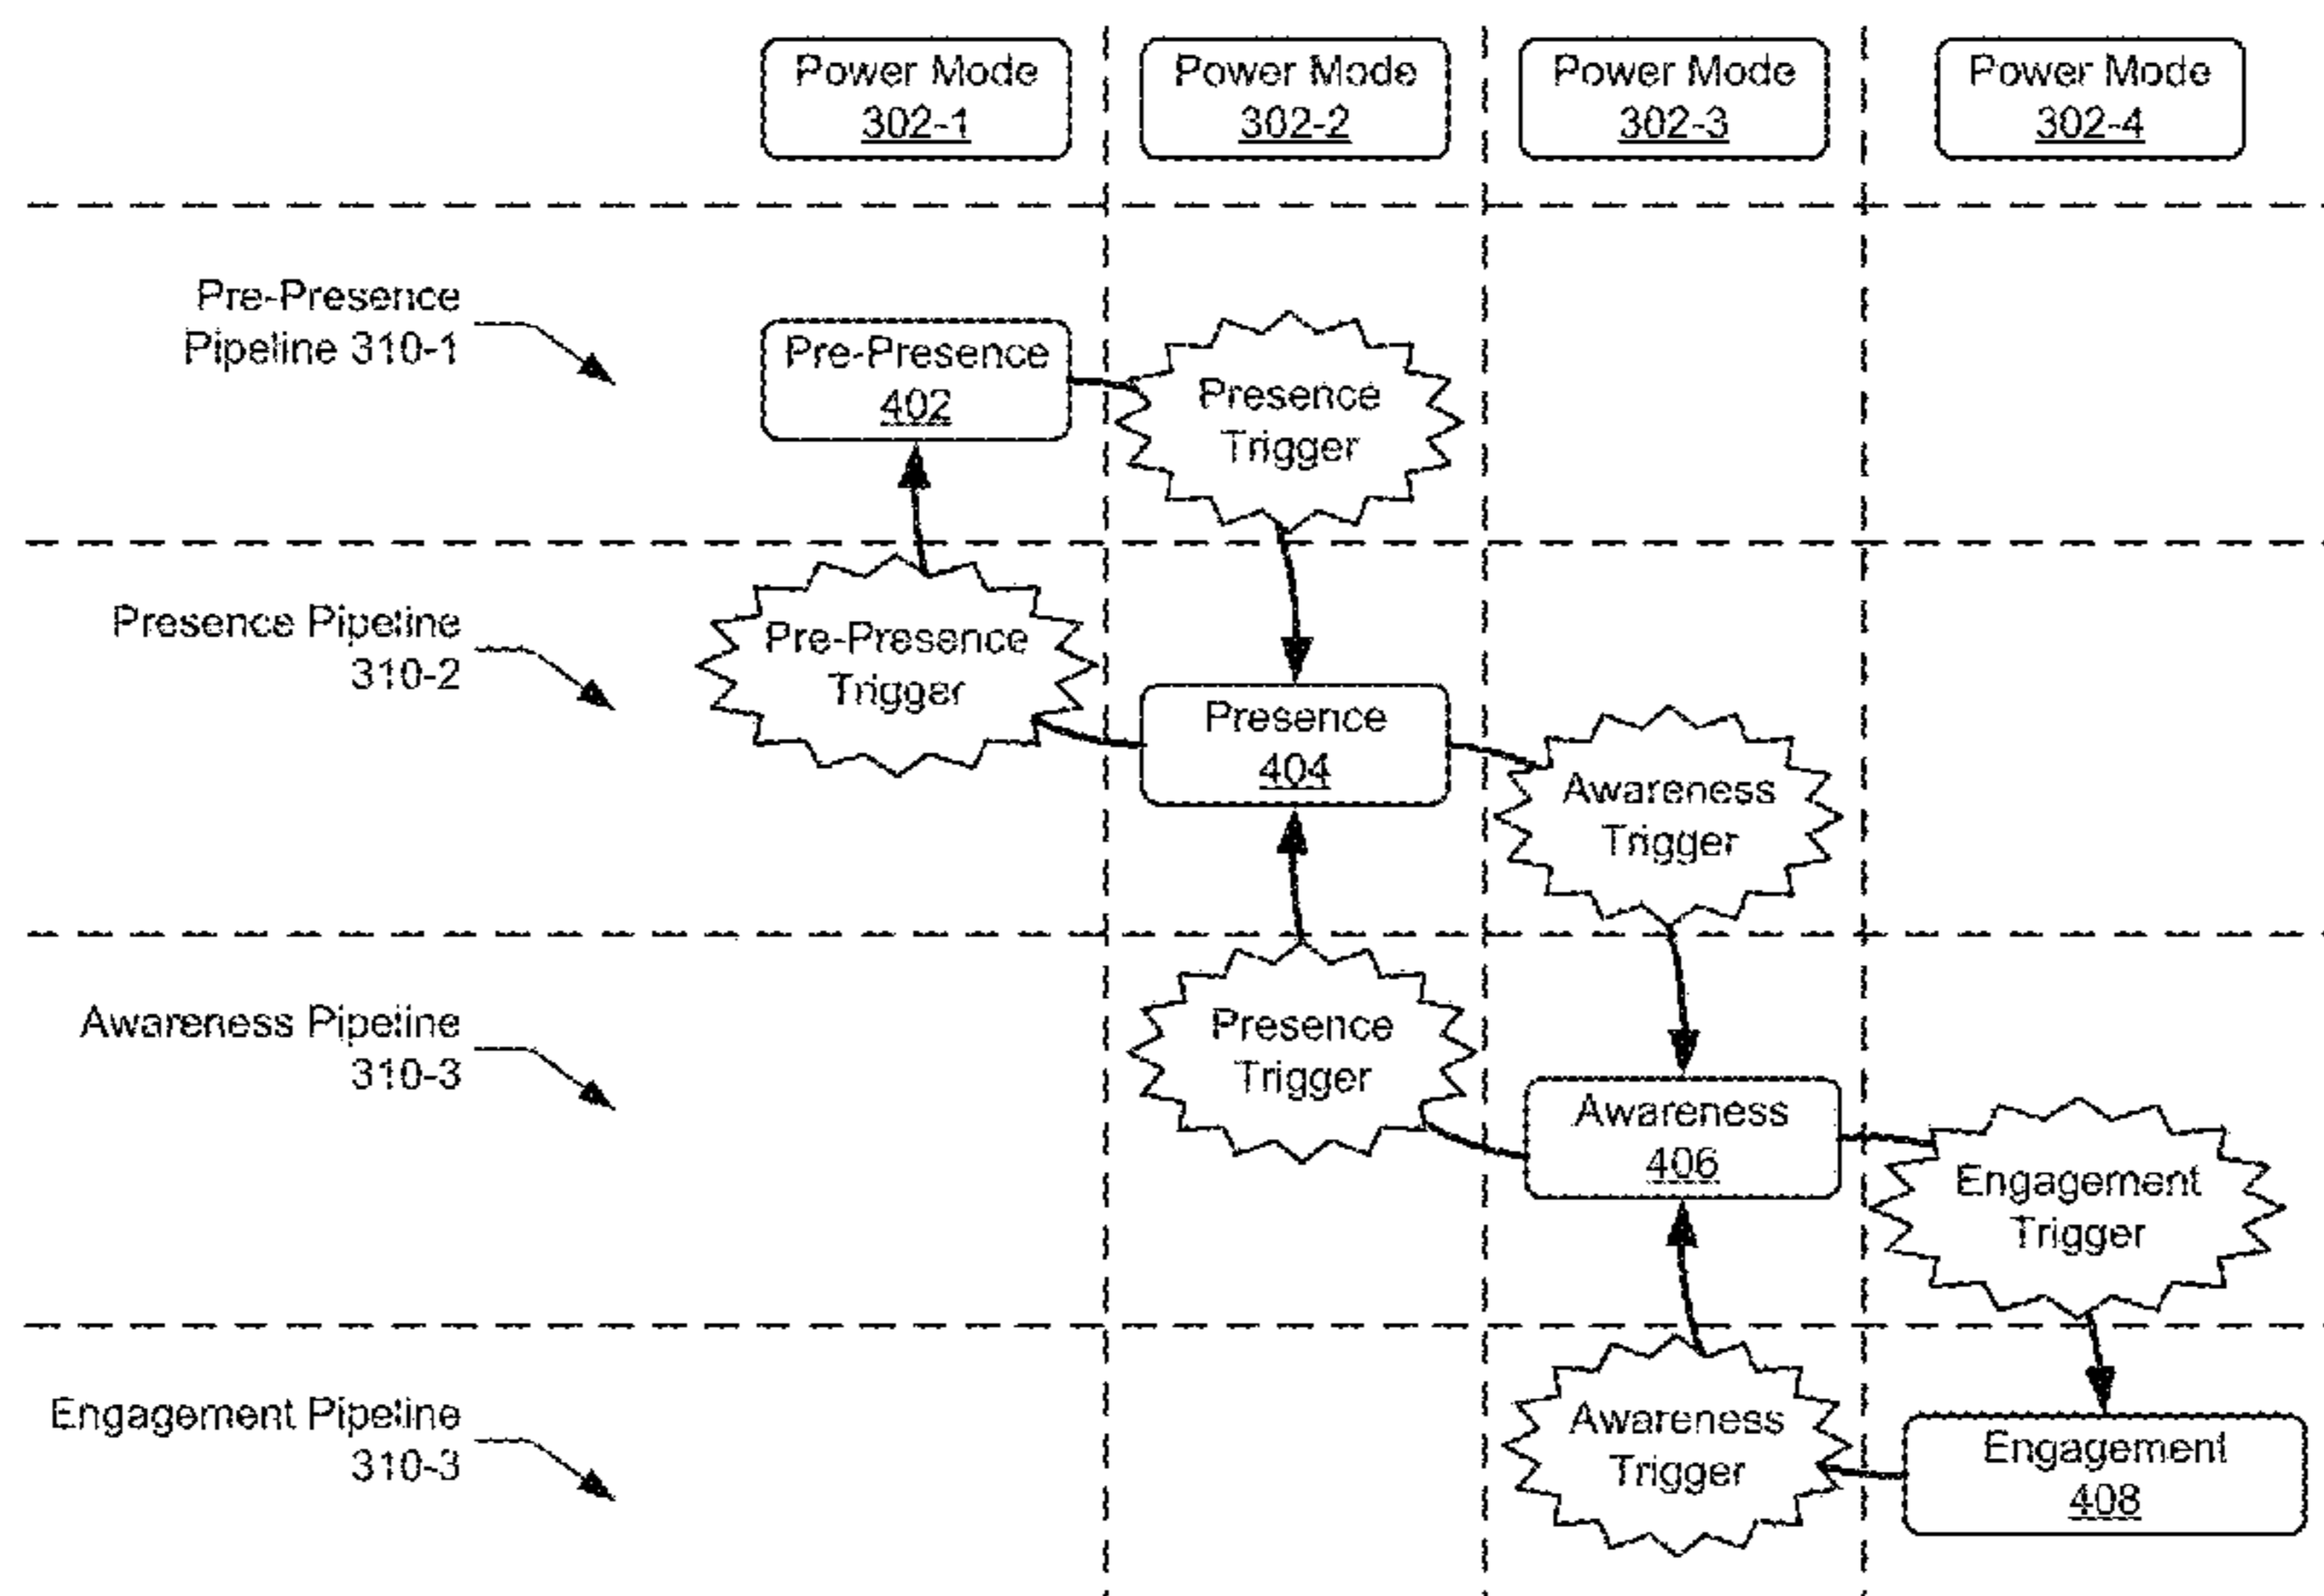 Power Mode
302-1
Power Mode
302-2
Power Mode
302-3
Power Mode
302-4
Pre-Presence
Pipeline 310-1
Pre-Presence
402
Presence
Trigger
Presence Pipeline
310-2
Pre-Presence
Trigger
Presence
404
Awareness
Trigger
Awareness Pipeline
310-3
Presence
Trigger
Awareness
406
Engagement
Trigger
Engagement Pipeline
310-3
Awareness
Trigger
Engagement
408